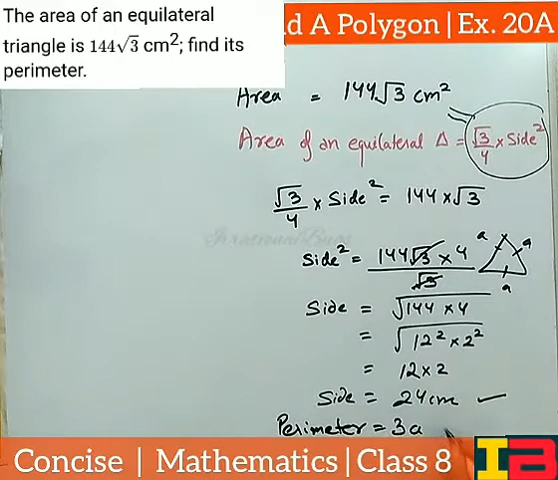 The area of an equilateral
triangle is 144√3 cm²; find its
perimeter.
d A Polygon | Ex. 20A
Area = 144√3 cm²
Area of an equilateral Δ = √3/4 × Side²
√3/4 × Side² = 144 × √3
Side² = 144√3 × 4 / √3
a a
a
Side = √144 × 4
= √12² × 2²
= 12 × 2
Side = 24 cm
Perimeter = 3a
Concise | Mathematics | Class 8